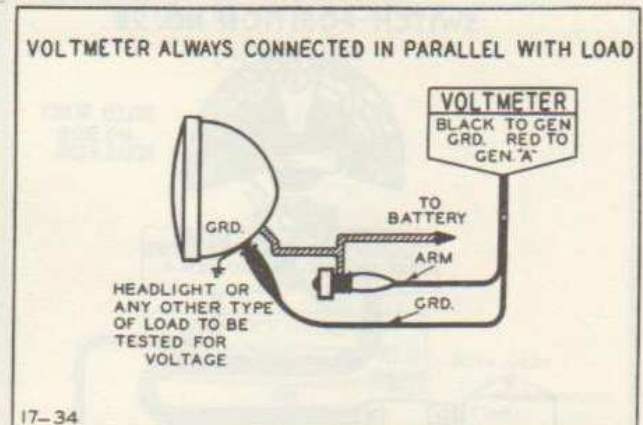 VOLTMETER ALWAYS CONNECTED IN PARALLEL WITH LOAD
VOLTMETER
BLACK TO GEN
GRD. RED TO
GEN. "A"
GRD.
TO
BATTERY
ARM
GRD.
HEADLIGHT OR
ANY OTHER TYPE
OF LOAD TO BE
TESTED FOR
VOLTAGE
17-34